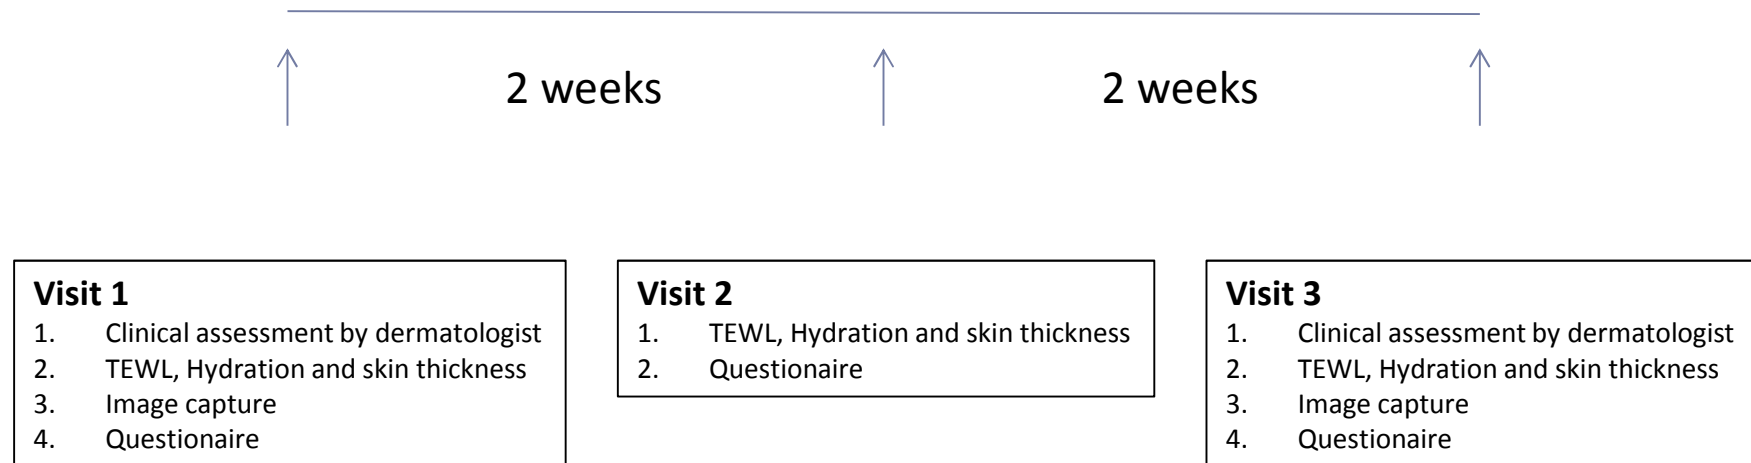 2 weeks
2 weeks
Visit 1
1. Clinical assessment by dermatologist
2. TEWL, Hydration and skin thickness
3. Image capture
4. Questionaire
Visit 2
1. TEWL, Hydration and skin thickness
2. Questionaire
Visit 3
1. Clinical assessment by dermatologist
2. TEWL, Hydration and skin thickness
3. Image capture
4. Questionaire